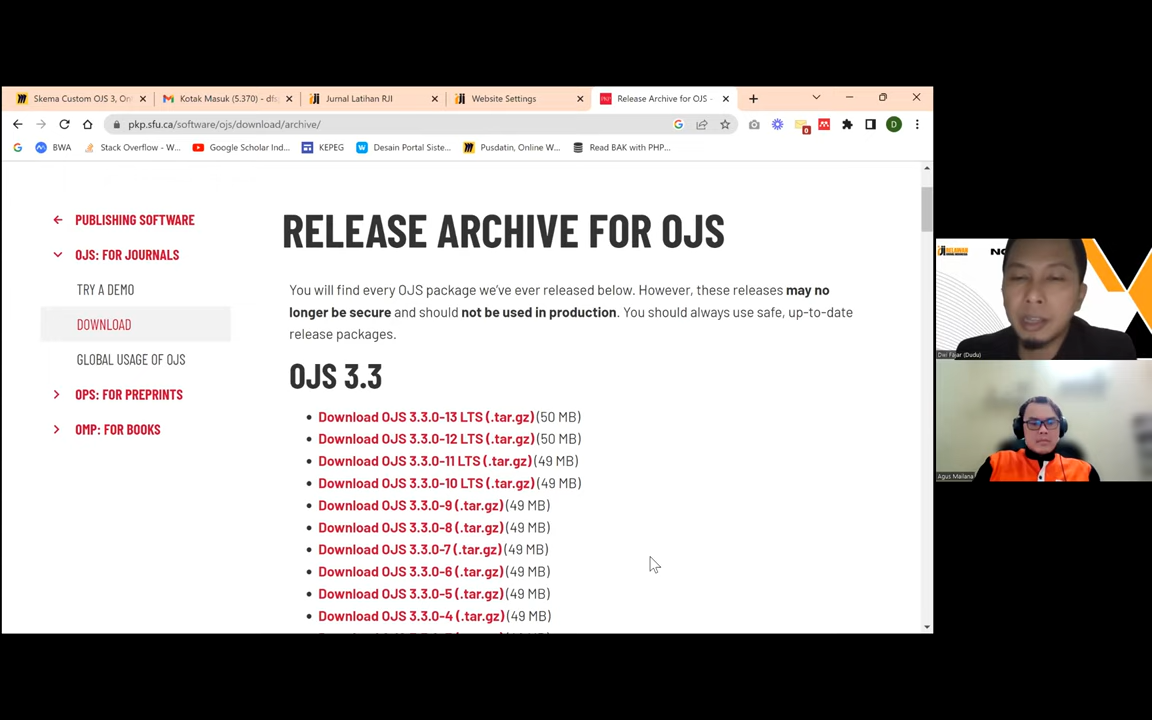 Skema Custom OJS 3, On
Kotak Masuk (5.370) - dfs
Jurnal Latihan RJI
Website Settings
Release Archive for OJS -
pkp.sfu.ca/software/ojs/download/archive/
BWA
Stack Overflow - W...
Google Scholar Ind...
KEPEG
Desain Portal Siste...
Pusdatin, Online W...
Read BAK with PHP...
PUBLISHING SOFTWARE
OJS: FOR JOURNALS
TRY A DEMO
DOWNLOAD
GLOBAL USAGE OF OJS
OPS: FOR PREPRINTS
OMP: FOR BOOKS
RELEASE ARCHIVE FOR OJS
You will find every OJS package we've ever released below. However, these releases may no
longer be secure and should not be used in production. You should always use safe, up-to-date
release packages.
OJS 3.3
Download OJS 3.3.0-13 LTS (.tar.gz) (50 MB)
Download OJS 3.3.0-12 LTS (.tar.gz) (50 MB)
Download OJS 3.3.0-11 LTS (.tar.gz) (49 MB)
Download OJS 3.3.0-10 LTS (.tar.gz) (49 MB)
Download OJS 3.3.0-9 (.tar.gz) (49 MB)
Download OJS 3.3.0-8 (.tar.gz) (49 MB)
Download OJS 3.3.0-7 (.tar.gz) (49 MB)
Download OJS 3.3.0-6 (.tar.gz) (49 MB)
Download OJS 3.3.0-5 (.tar.gz) (49 MB)
Download OJS 3.3.0-4 (.tar.gz) (49 MB)
Dwi Fajar (Dudu)
Agus Mailana